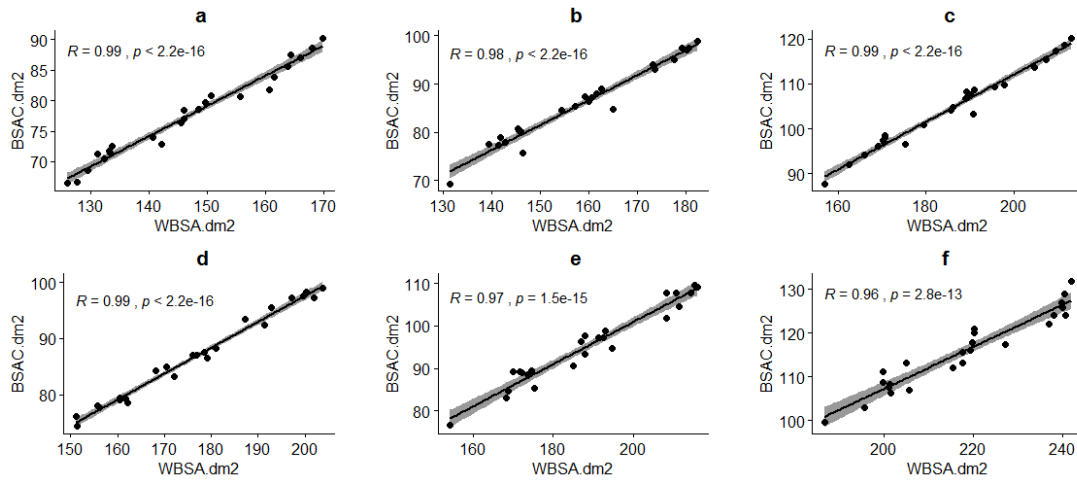 a
R = 0.99 , p < 2.2e-16
90
85
80
75
70
BSAC.dm2
130 140 150 160 170
WBSA.dm2
b
R = 0.98 , p < 2.2e-16
100
90
80
70
BSAC.dm2
130 140 150 160 170 180
WBSA.dm2
c
R = 0.99 , p < 2.2e-16
120
110
100
90
BSAC.dm2
160 180 200
WBSA.dm2
d
R = 0.99 , p < 2.2e-16
100
90
80
BSAC.dm2
150 160 170 180 190 200
WBSA.dm2
e
R = 0.97 , p = 1.5e-15
110
100
90
80
BSAC.dm2
160 180 200
WBSA.dm2
f
R = 0.96 , p = 2.8e-13
130
120
110
100
BSAC.dm2
200 220 240
WBSA.dm2